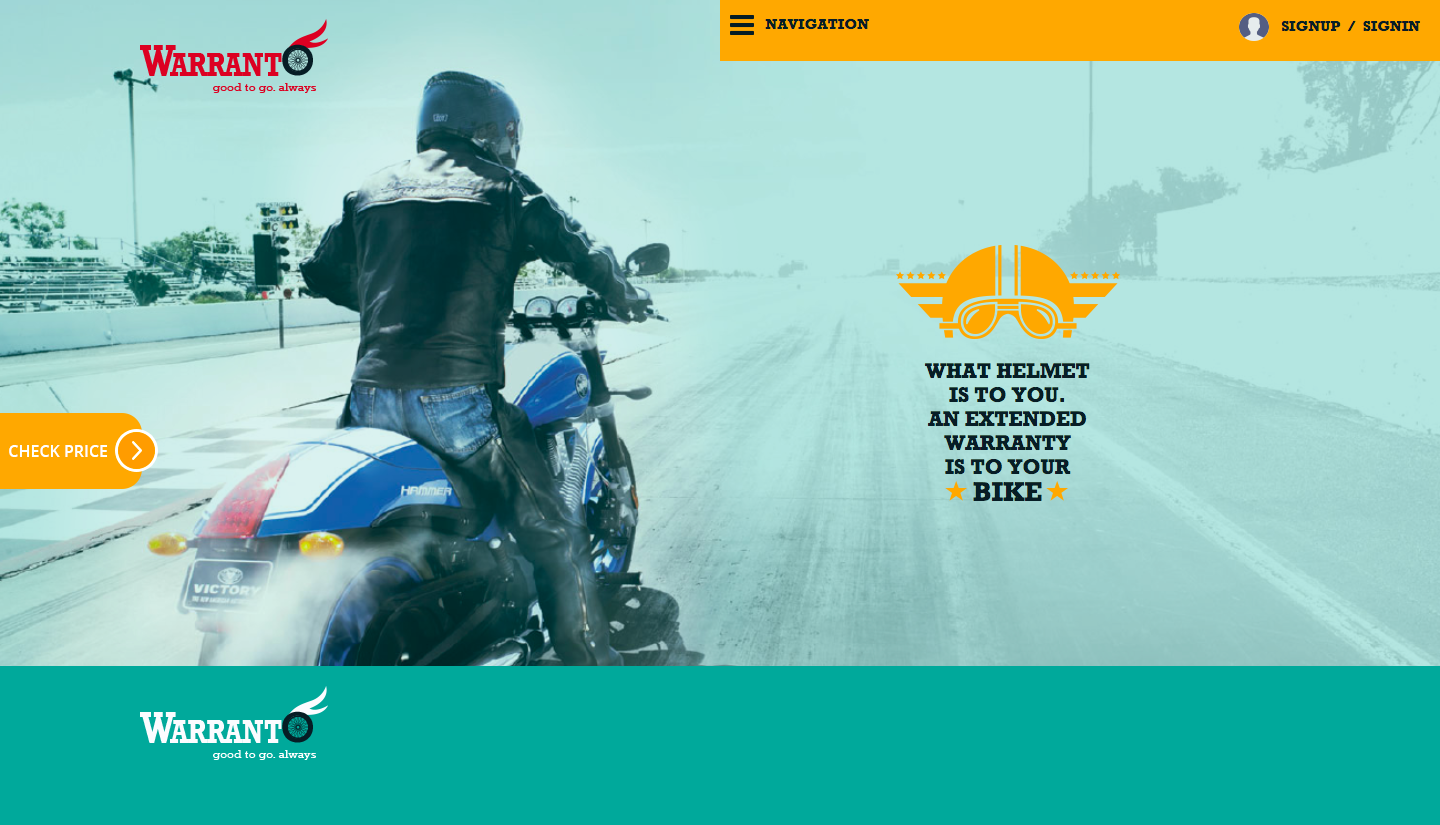 WARRANTO
good to go. always
NAVIGATION
SIGNUP / SIGNIN
WHAT HELMET
IS TO YOU.
AN EXTENDED
WARRANTY
IS TO YOUR
BIKE
CHECK PRICE
HAMMER
VICTORY
WARRANTO
good to go. always